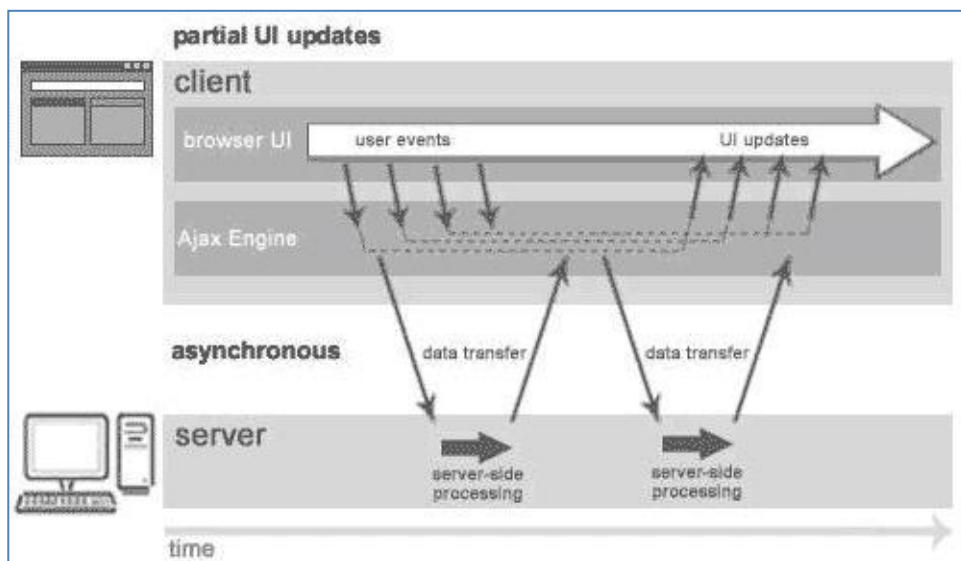 partial UI updates
client
browser UI
user events
UI updates
Ajax Engine
asynchronous
data transfer
data transfer
server
server-side
processing
server-side
processing
time